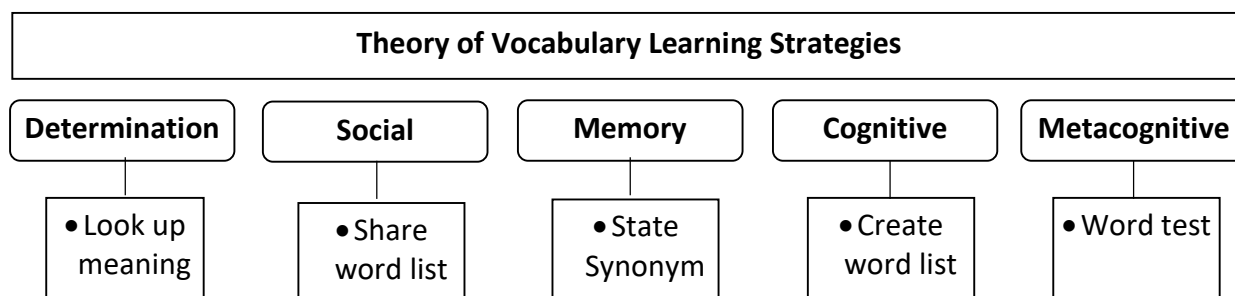 Theory of Vocabulary Learning Strategies
Determination
Social
Memory
Cognitive
Metacognitive
• Look up
meaning
• Share
word list
• State
Synonym
• Create
word list
• Word test